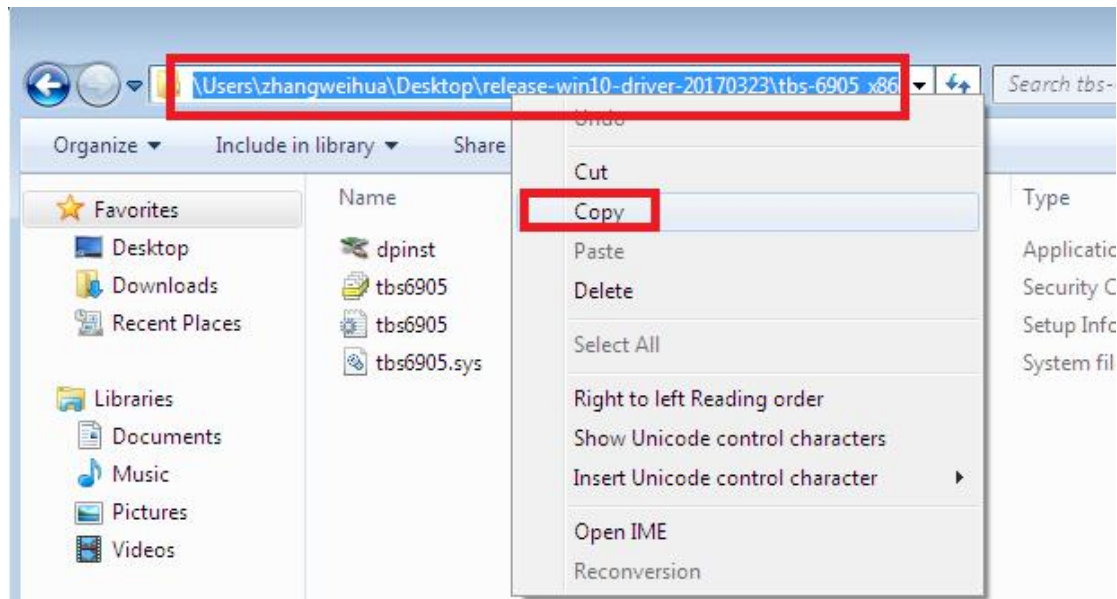 \Users\zhangweihua\Desktop\release-win10-driver-20170323\tbs-6905_x86
Search tbs-
Organize
Include in library
Share
Undo
Cut
Copy
Paste
Delete
Select All
Right to left Reading order
Show Unicode control characters
Insert Unicode control character
Open IME
Reconversion
Favorites
Desktop
Downloads
Recent Places
Libraries
Documents
Music
Pictures
Videos
Name
dpinst
tbs6905
tbs6905
tbs6905.sys
Type
Applicatio
Security C
Setup Info
System fil